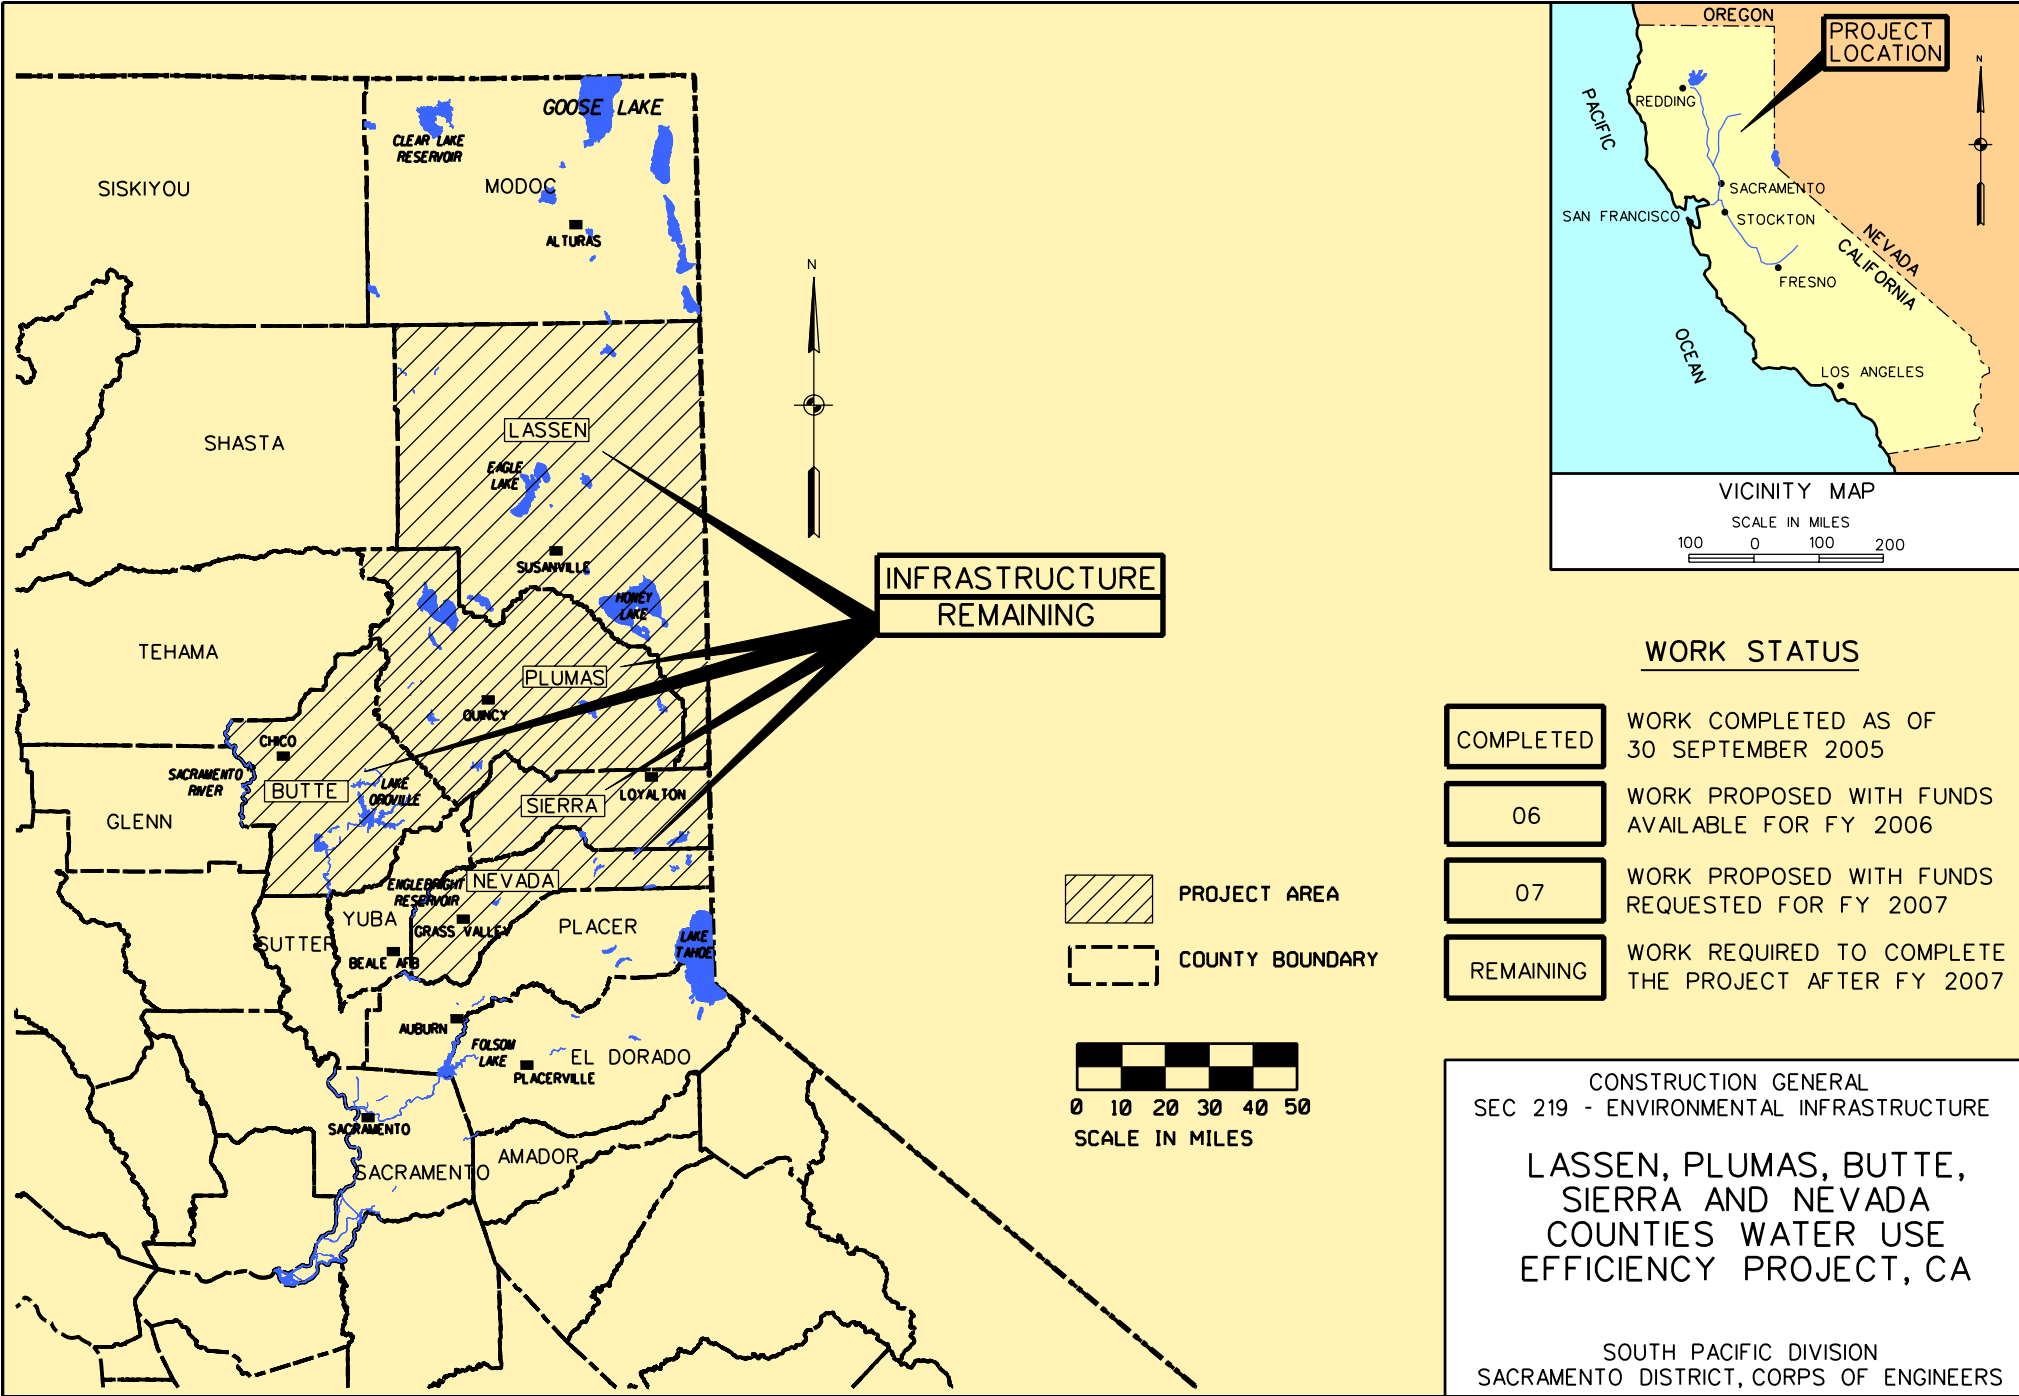 OREGON
PROJECT
LOCATION
N
REDDING
PACIFIC
SACRAMENTO
SAN FRANCISCO
STOCKTON
NEVADA
CALIFORNIA
FRESNO
OCEAN
LOS ANGELES
VICINITY MAP
SCALE IN MILES
100 0 100 200
GOOSE LAKE
CLEAR LAKE
RESERVOIR
SISKIYOU
MODOC
ALTURAS
N
LASSEN
SHASTA
EAGLE
LAKE
SUSANVILLE
HONEY
LAKE
INFRASTRUCTURE
REMAINING
TEHAMA
PLUMAS
QUINCY
CHICO
SACRAMENTO
RIVER
BUTTE
LAKE
OROVILLE
SIERRA
LOYALTON
GLENN
ENGLEBRIGHT
RESERVOIR
NEVADA
YUBA
GRASS VALLEY
PLACER
SUTTER
BEALE AFB
LAKE
TAHOE
AUBURN
FOLSOM
LAKE
EL DORADO
PLACERVILLE
SACRAMENTO
SACRAMENTO
AMADOR
PROJECT AREA
COUNTY BOUNDARY
0 10 20 30 40 50
SCALE IN MILES
WORK STATUS
COMPLETED
WORK COMPLETED AS OF
30 SEPTEMBER 2005
06
WORK PROPOSED WITH FUNDS
AVAILABLE FOR FY 2006
07
WORK PROPOSED WITH FUNDS
REQUESTED FOR FY 2007
REMAINING
WORK REQUIRED TO COMPLETE
THE PROJECT AFTER FY 2007
CONSTRUCTION GENERAL
SEC 219 - ENVIRONMENTAL INFRASTRUCTURE
LASSEN, PLUMAS, BUTTE,
SIERRA AND NEVADA
COUNTIES WATER USE
EFFICIENCY PROJECT, CA
SOUTH PACIFIC DIVISION
SACRAMENTO DISTRICT, CORPS OF ENGINEERS